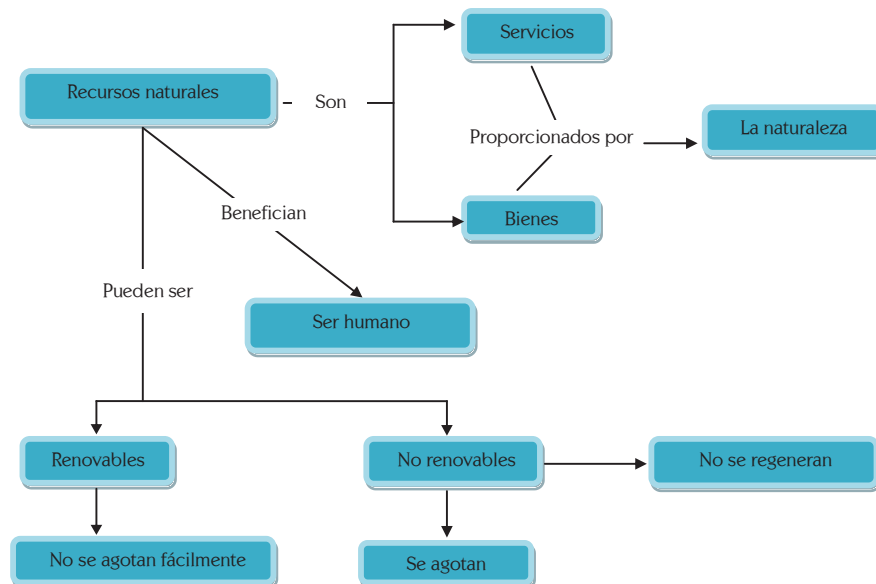 Servicios
Recursos naturales
Son
La naturaleza
Proporcionados por
Benefician
Bienes
Pueden ser
Ser humano
Renovables
No renovables
No se regeneran
No se agotan fácilmente
Se agotan